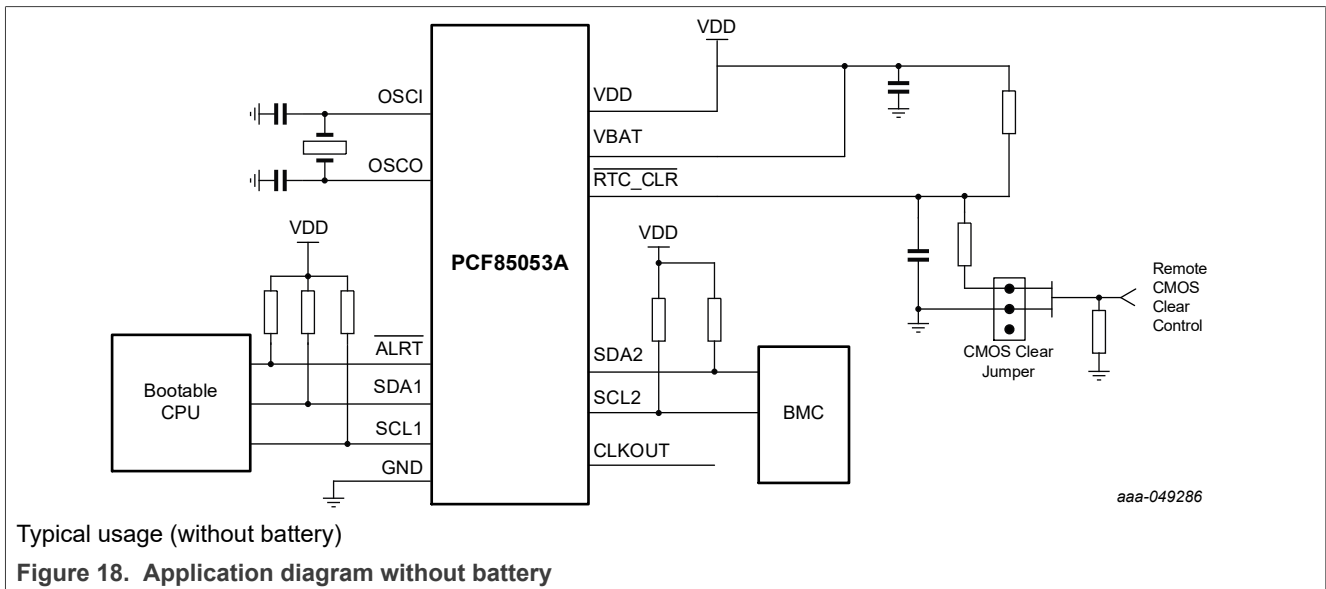 VDD
OSCI
VDD
VBAT
OSCO
RTC_CLR
VDD
VDD
PCF85053A
Remote
CMOS
Clear
Control
ALRT
SDA2
CMOS Clear
Jumper
Bootable
CPU
SDA1
SCL2
BMC
SCL1
CLKOUT
GND
aaa-049286
Typical usage (without battery)
Figure 18. Application diagram without battery